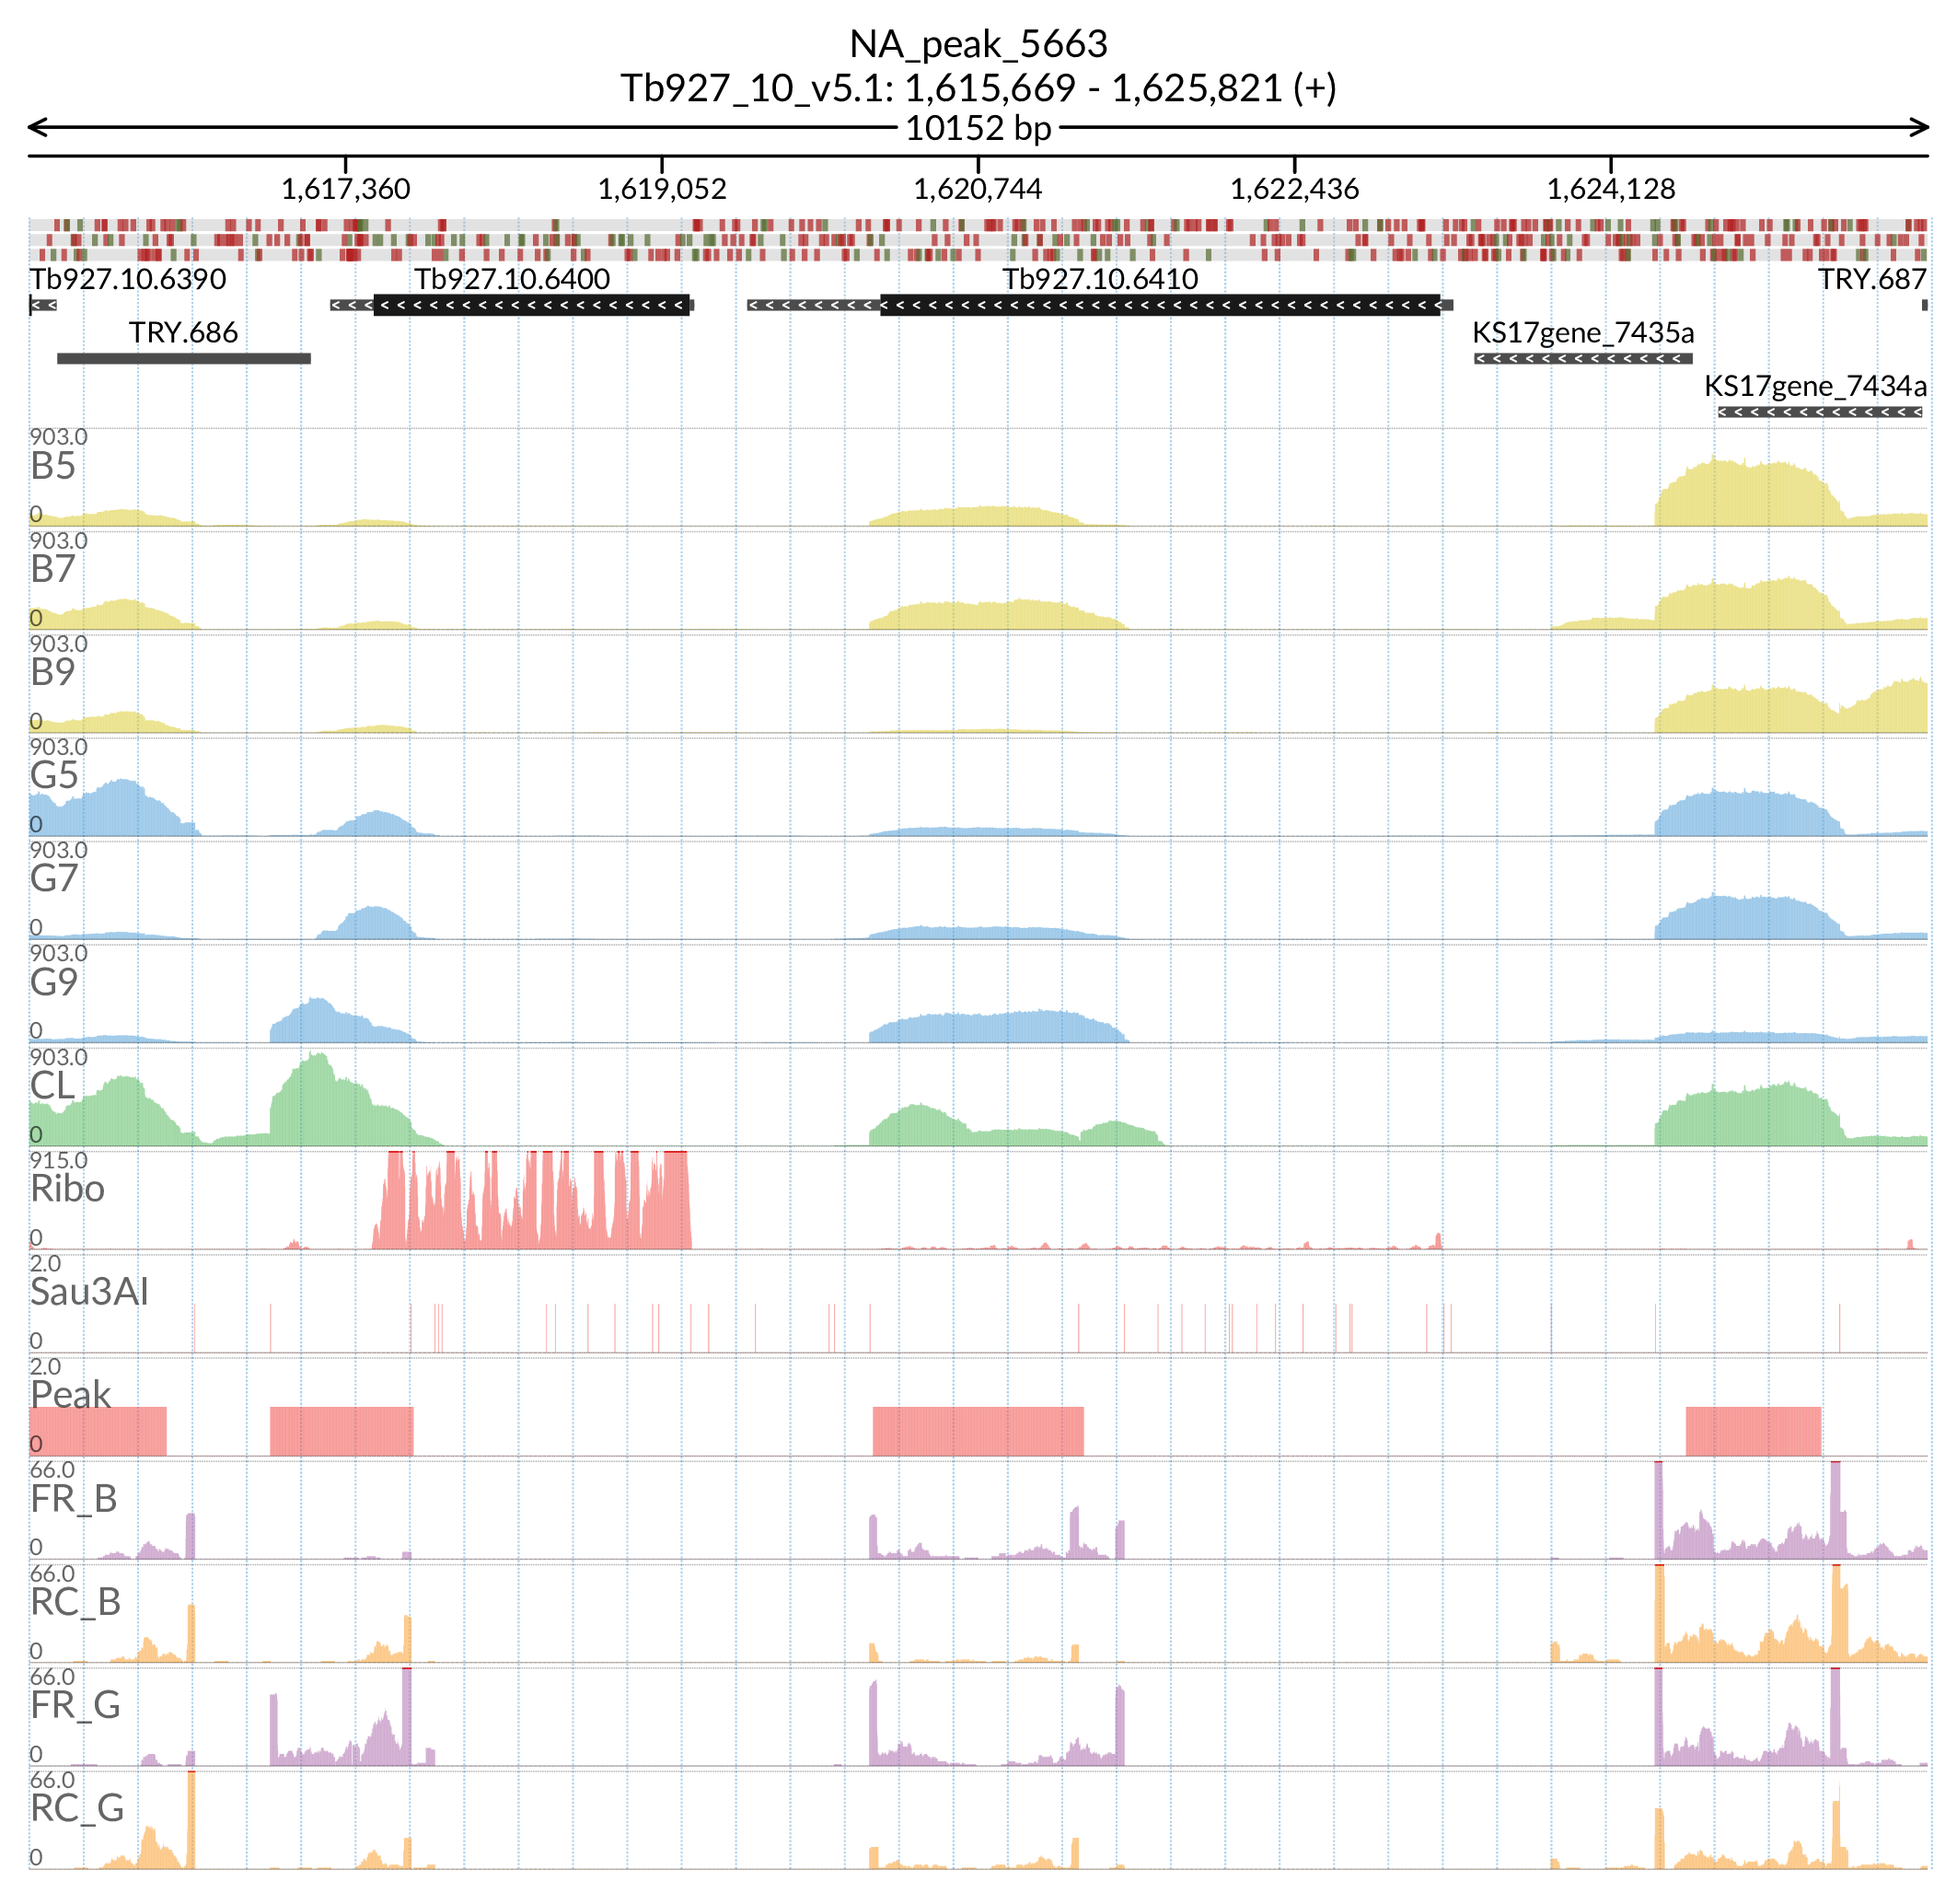 NA_peak_5663
Tb927_10_v5.1: 1,615,669 - 1,625,821 (+)
10152 bp
1,617,360 1,619,052 1,620,744 1,622,436 1,624,128
Tb927.10.6390 Tb927.10.6400 Tb927.10.6410 TRY.687
TRY.686 KS17gene_7435a
KS17gene_7434a
903.0
B5
0
903.0
B7
0
903.0
B9
0
903.0
G5
0
903.0
G7
0
903.0
G9
0
903.0
CL
0
915.0
Ribo
0
2.0
Sau3AI
0
2.0
Peak
0
66.0
FR_B
0
66.0
RC_B
0
66.0
FR_G
0
66.0
RC_G
0